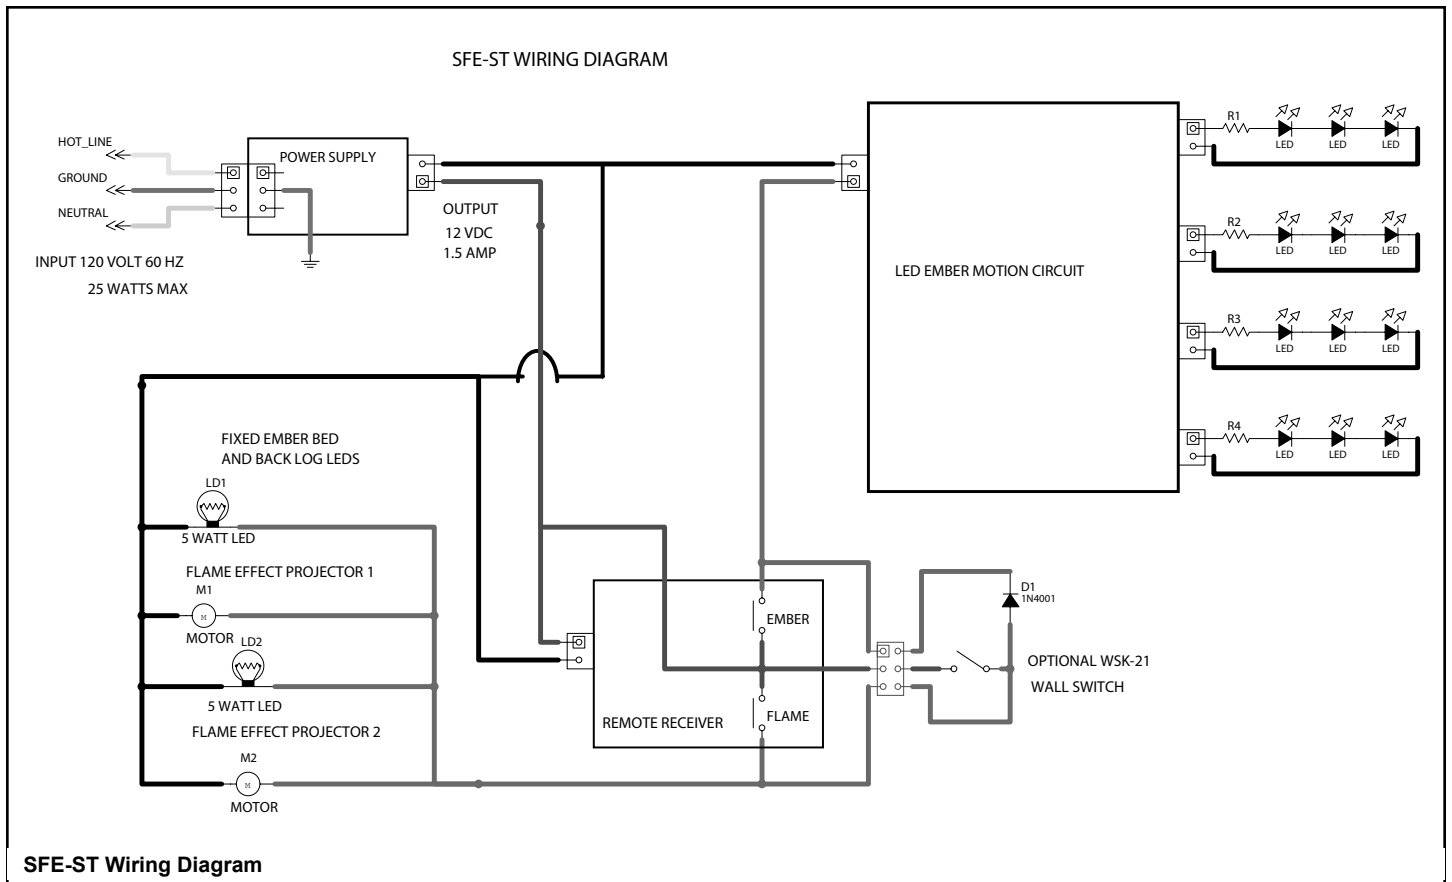 SFE-ST WIRING DIAGRAM
HOT_LINE
GROUND
NEUTRAL
INPUT 120 VOLT 60 HZ
25 WATTS MAX
POWER SUPPLY
OUTPUT
12 VDC
1.5 AMP
LED EMBER MOTION CIRCUIT
R1
LED
LED
LED
R2
LED
LED
LED
R3
LED
LED
LED
R4
LED
LED
LED
FIXED EMBER BED
AND BACK LOG LEDS
LD1
5 WATT LED
FLAME EFFECT PROJECTOR 1
M1
M
MOTOR
LD2
5 WATT LED
FLAME EFFECT PROJECTOR 2
M2
M
MOTOR
EMBER
FLAME
REMOTE RECEIVER
D1
1N4001
OPTIONAL WSK-21
WALL SWITCH
SFE-ST Wiring Diagram